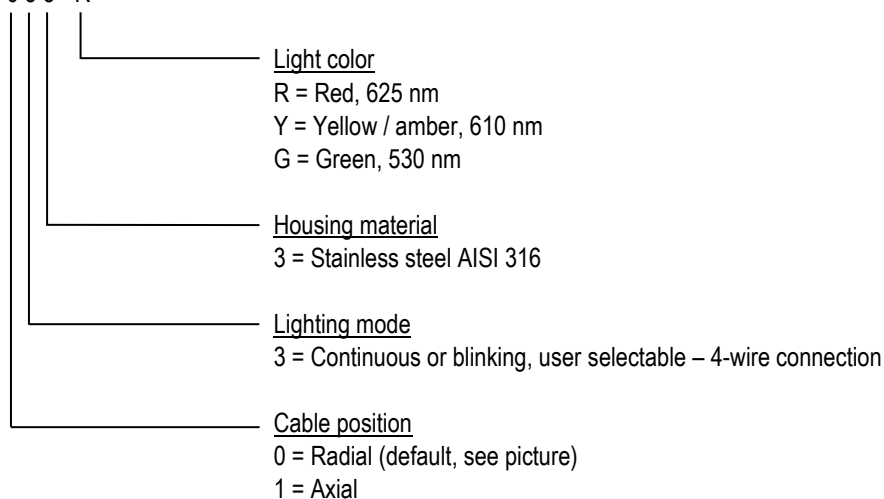 Light color
R = Red, 625 nm
Y = Yellow / amber, 610 nm
G = Green, 530 nm
Housing material
3 = Stainless steel AISI 316
Lighting mode
3 = Continuous or blinking, user selectable – 4-wire connection
Cable position
0 = Radial (default, see picture)
1 = Axial